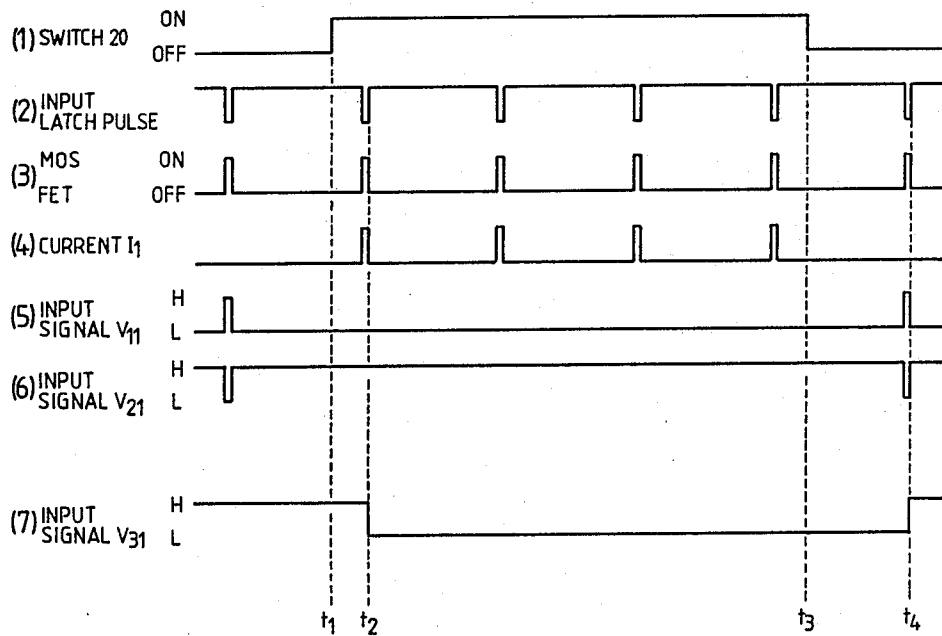 (1) SWITCH 20 ON
OFF
(2) INPUT
LATCH PULSE
(3) MOS ON
FET OFF
(4) CURRENT I1
(5) INPUT H
SIGNAL V11 L
(6) INPUT H
SIGNAL V21 L
(7) INPUT H
SIGNAL V31 L
t1 t2 t3 t4